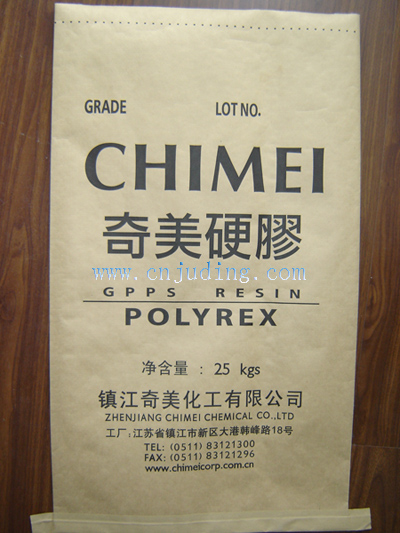 GRADE LOT NO.
CHIMEI
奇美硬膠
www.cnjuding.com
GPPS RESIN
POLYREX
净含量 : 25 kgs
镇江奇美化工有限公司
ZHENJIANG CHIMEI CHEMICAL CO.,LTD
工厂:江苏省镇江市新区大港韩峰路18号
TEL: (0511) 83121300
FAX: (0511) 83121296
www.chimeicorp.com.cn